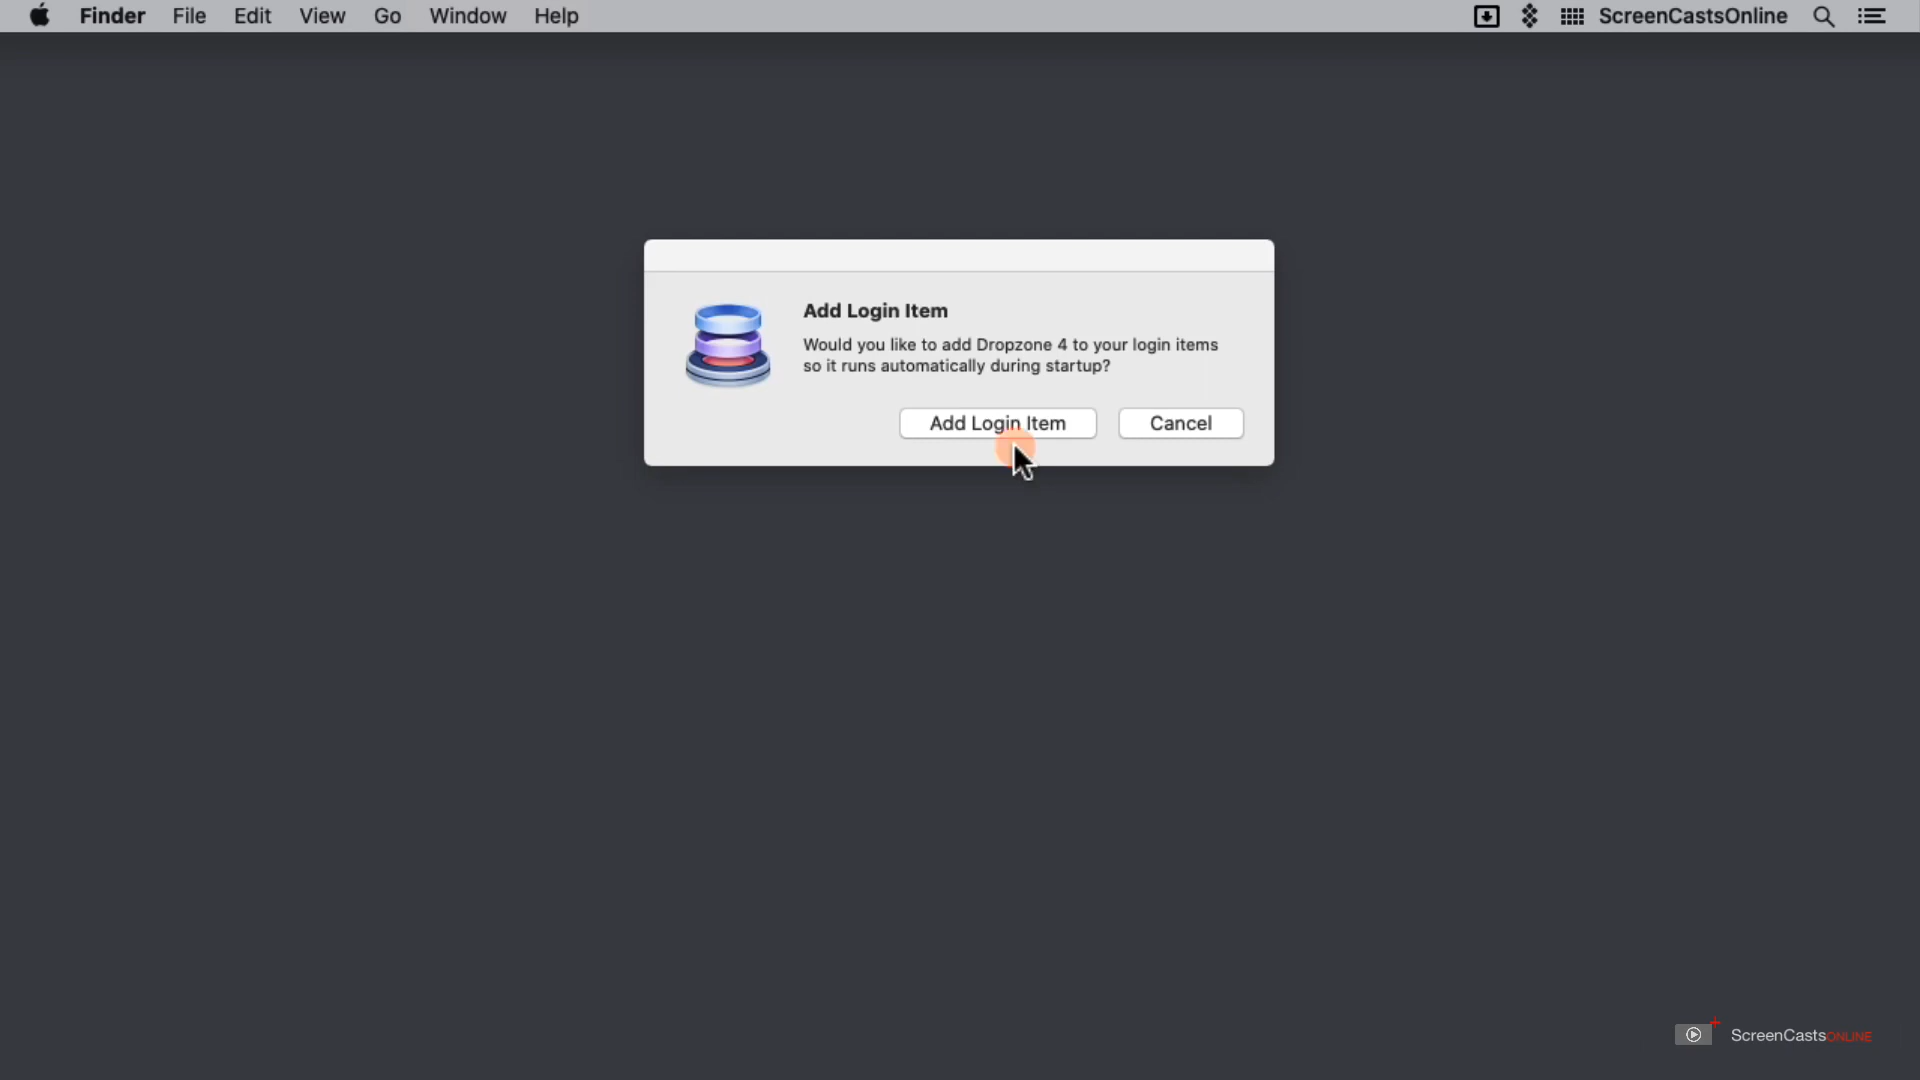 Finder File Edit View Go Window Help ScreenCastsOnline
Add Login Item
Would you like to add Dropzone 4 to your login items
so it runs automatically during startup?
Add Login Item Cancel
ScreenCastsONLINE